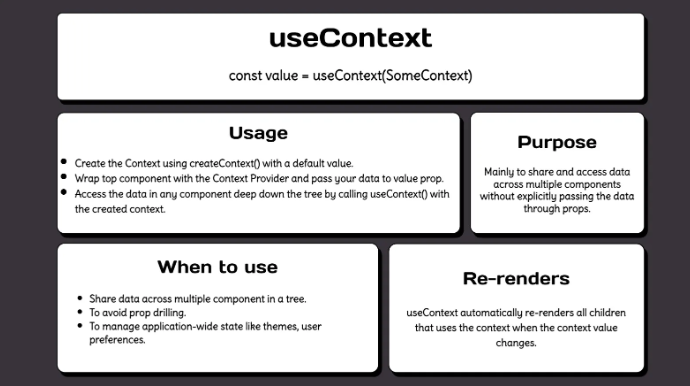 useContext
const value = useContext(SomeContext)
Usage
• Create the Context using createContext() with a default value.
• Wrap top component with the Context Provider and pass your data to value prop.
• Access the data in any component deep down the tree by calling useContext() with
the created context.
Purpose
Mainly to share and access data
across multiple components
without explicitly passing the data
through props.
When to use
• Share data across multiple component in a tree.
• To avoid prop drilling.
• To manage application-wide state like themes, user
preferences.
Re-renders
useContext automatically re-renders all children
that uses the context when the context value
changes.